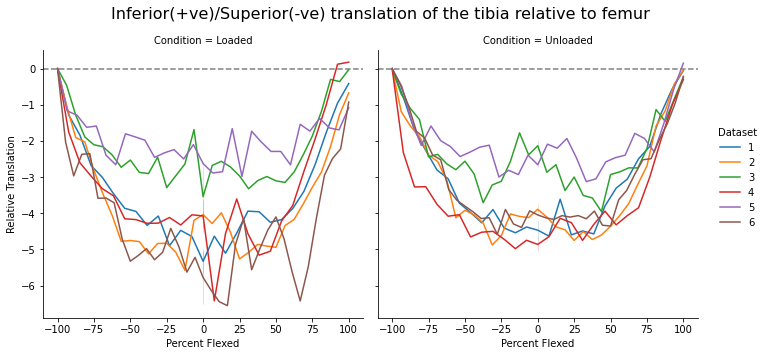 Inferior(+ve)/Superior(-ve) translation of the tibia relative to femur
Condition = Loaded
Condition = Unloaded
Relative Translation
0
−1
−2
−3
−4
−5
−6
−100 −75 −50 −25 0 25 50 75 100
−100 −75 −50 −25 0 25 50 75 100
Percent Flexed
Percent Flexed
Dataset
1
2
3
4
5
6